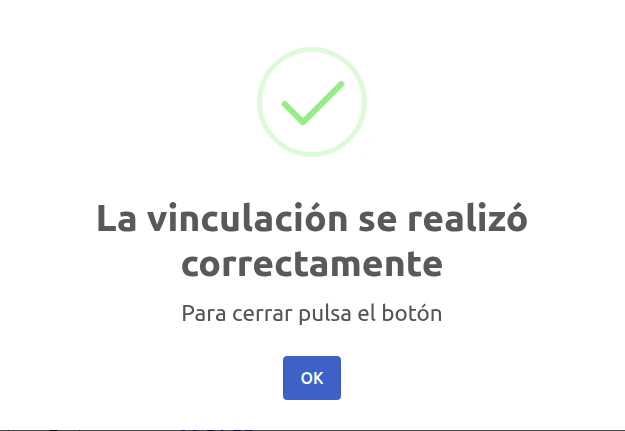 La vinculación se realizó
correctamente
Para cerrar pulsa el botón
OK